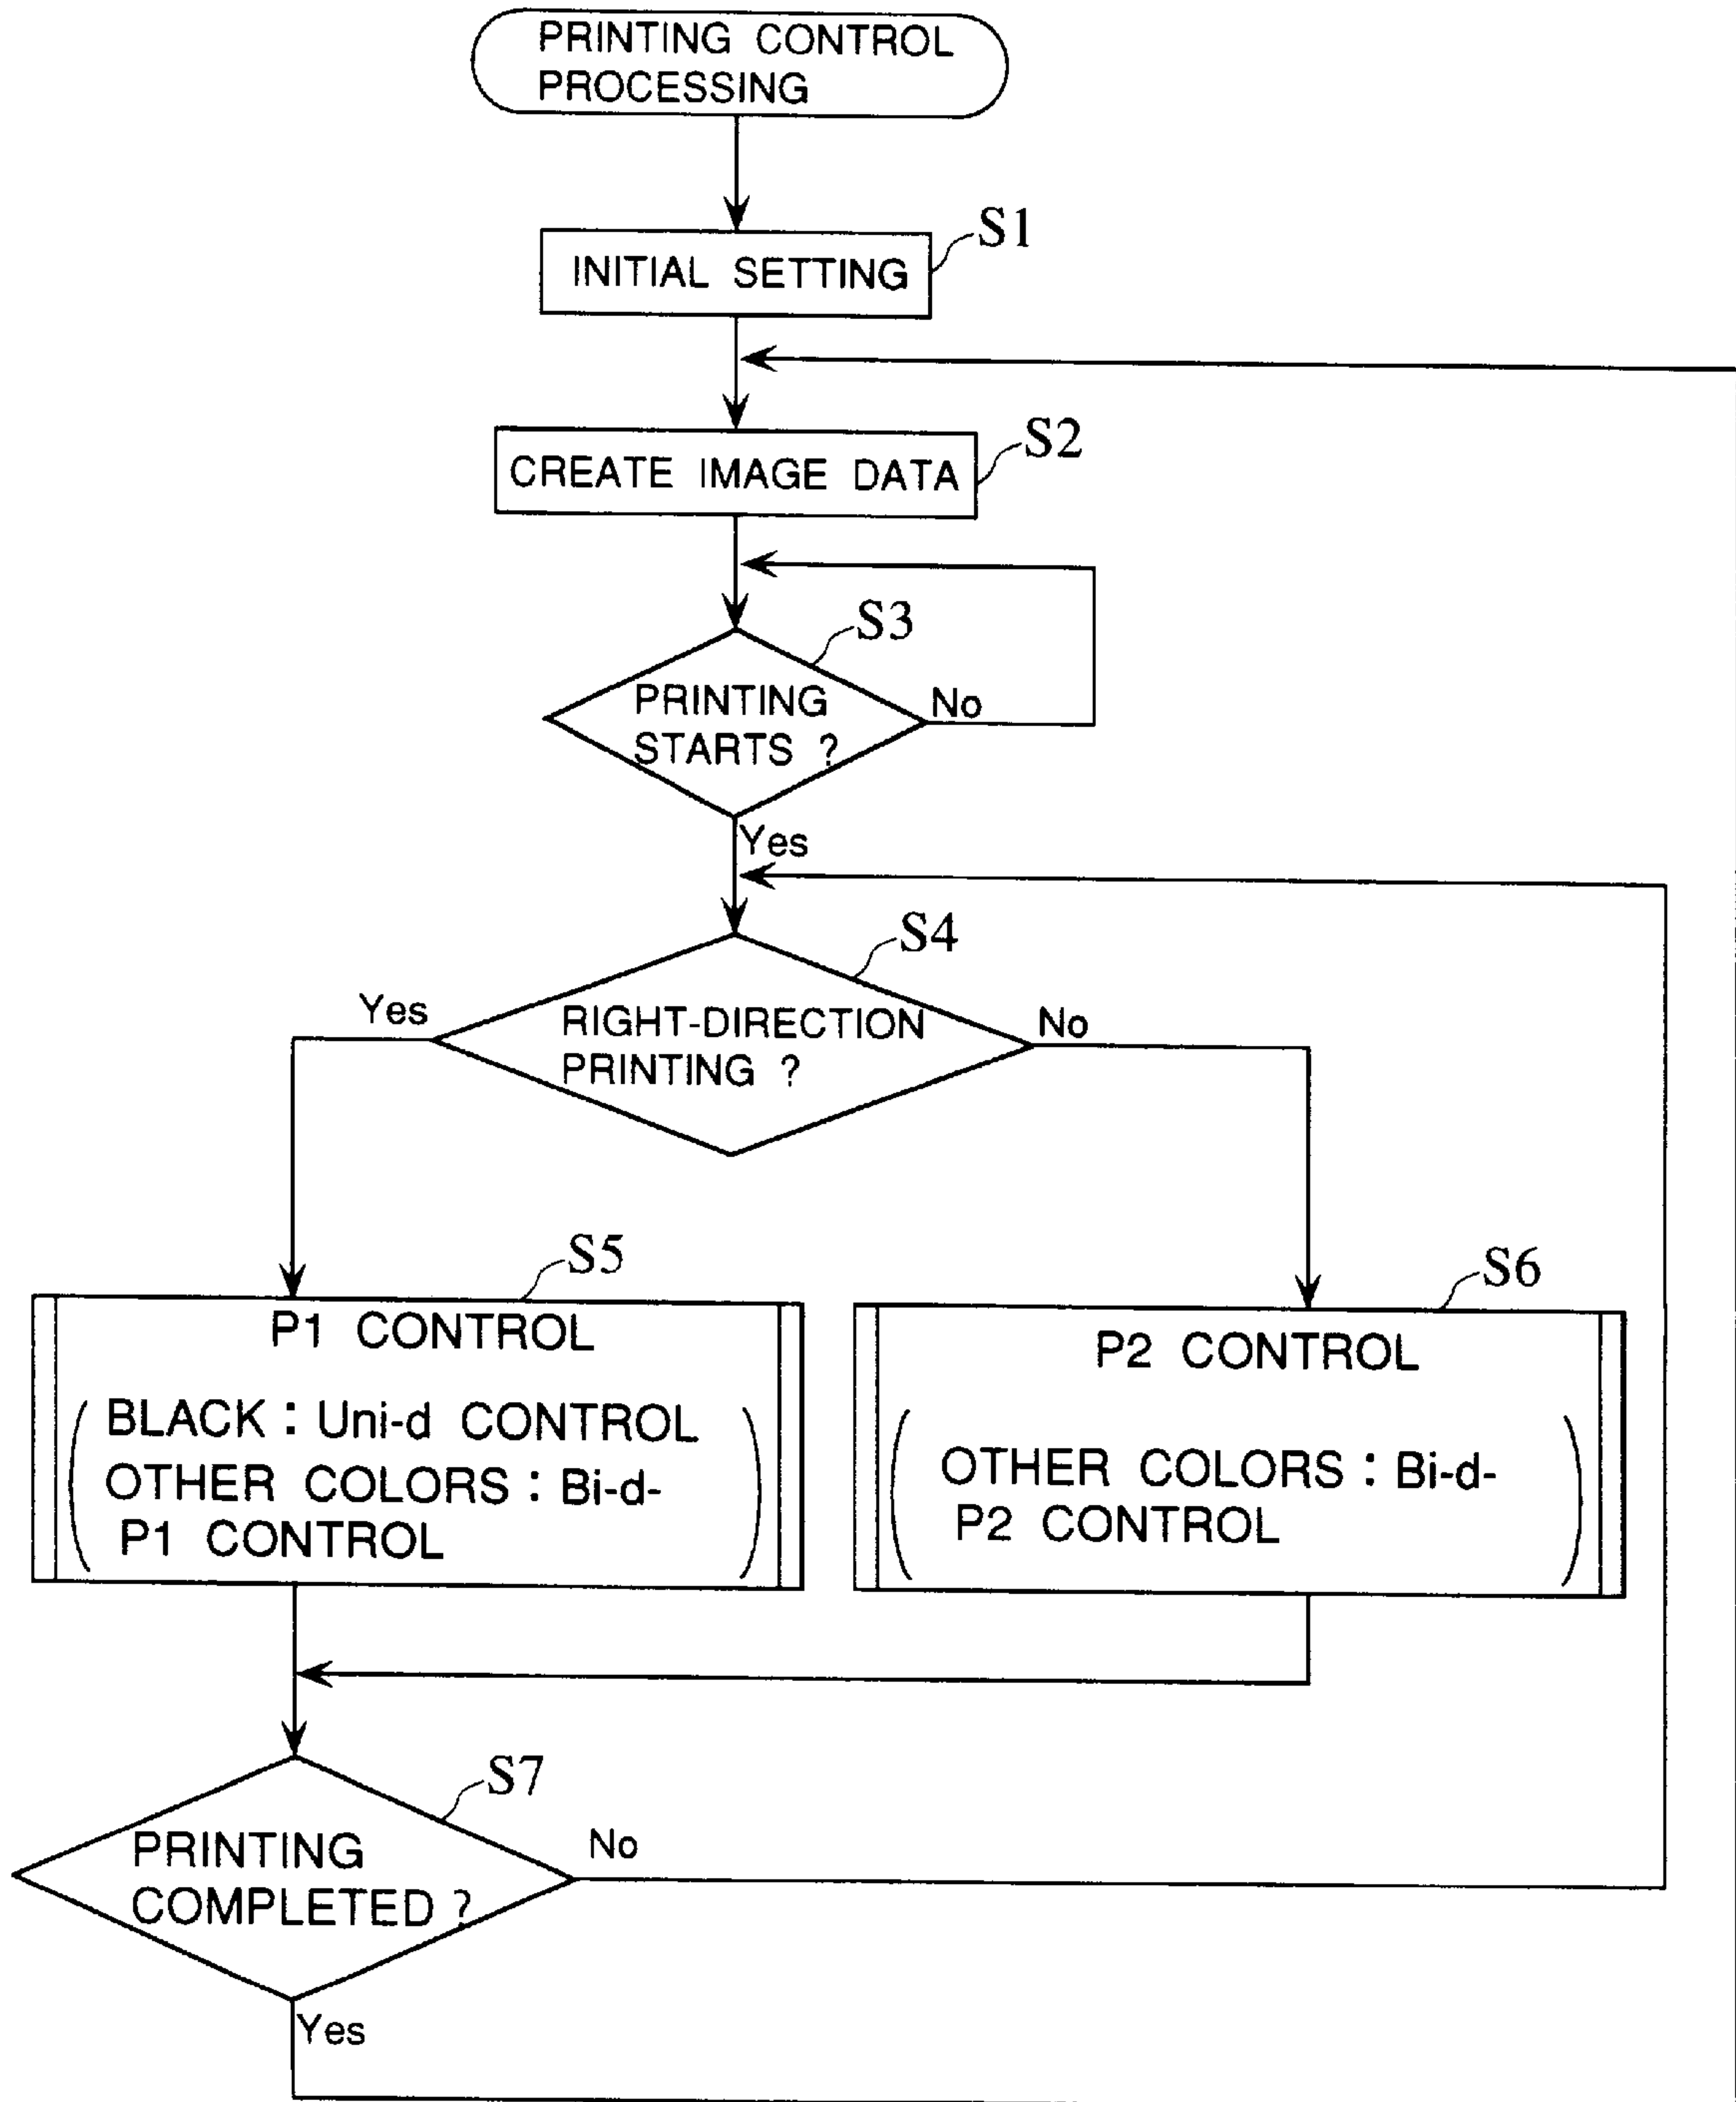 PRINTING CONTROL
PROCESSING
S1
INITIAL SETTING
S2
CREATE IMAGE DATA
S3
PRINTING
STARTS ?
No
Yes
S4
Yes
RIGHT-DIRECTION
PRINTING ?
No
S5
P1 CONTROL
BLACK : Uni-d CONTROL
OTHER COLORS : Bi-d-
P1 CONTROL
S6
P2 CONTROL
OTHER COLORS : Bi-d-
P2 CONTROL
S7
PRINTING
COMPLETED ?
No
Yes